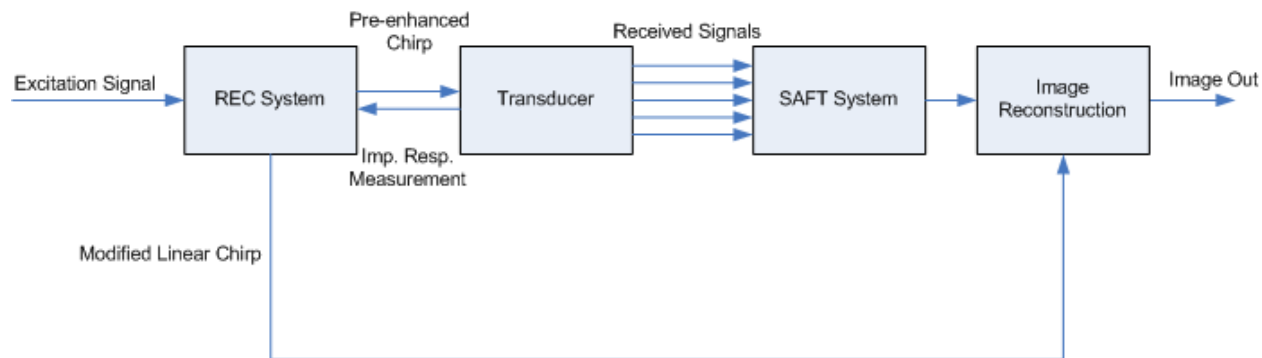 Excitation Signal
REC System
Pre-enhanced
Chirp
Imp. Resp.
Measurement
Transducer
Received Signals
SAFT System
Image
Reconstruction
Image Out
Modified Linear Chirp